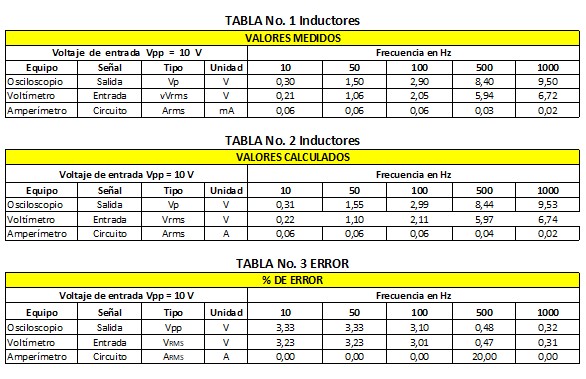 TABLA No. 1 Inductores
VALORES MEDIDOS
Voltaje de entrada Vpp = 10 V Frecuencia en Hz
Equipo Señal Tipo Unidad 10 50 100 500 1000
Osciloscopio Salida Vp V 0,30 1,50 2,90 8,40 9,50
Voltímetro Entrada vVrms V 0,21 1,06 2,05 5,94 6,72
Amperímetro Circuito Arms mA 0,06 0,06 0,06 0,03 0,02
TABLA No. 2 Inductores
VALORES CALCULADOS
Voltaje de entrada Vpp = 10 V Frecuencia en Hz
Equipo Señal Tipo Unidad 10 50 100 500 1000
Osciloscopio Salida Vp V 0,31 1,55 2,99 8,44 9,53
Voltímetro Entrada Vrms V 0,22 1,10 2,11 5,97 6,74
Amperímetro Circuito Arms A 0,06 0,06 0,06 0,04 0,02
TABLA No. 3 ERROR
% DE ERROR
Voltaje de entrada Vpp = 10 V Frecuencia en Hz
Equipo Señal Tipo Unidad 10 50 100 500 1000
Osciloscopio Salida Vpp V 3,33 3,33 3,10 0,48 0,32
Voltímetro Entrada VRMS V 3,23 3,23 3,01 0,47 0,31
Amperímetro Circuito ARMS A 0,00 0,00 0,00 20,00 0,00